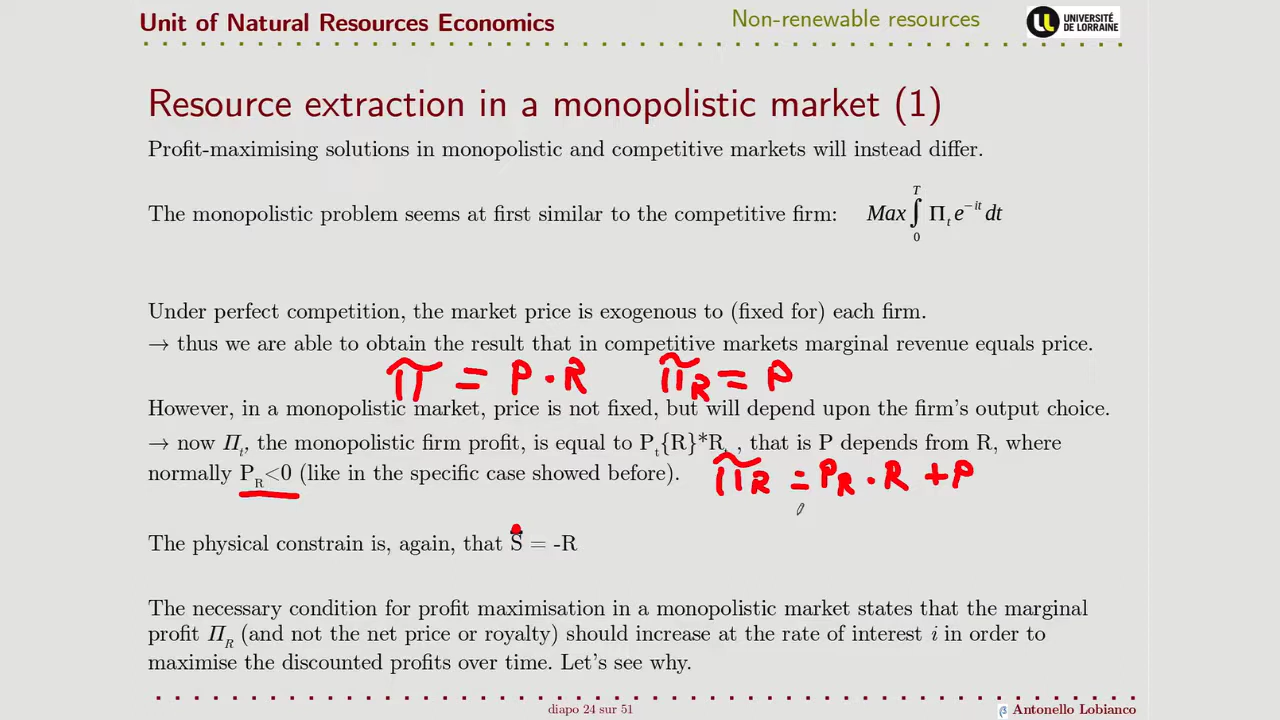 Unit of Natural Resources Economics
Non-renewable resources
UNIVERSITÉ
DE LORRAINE
Resource extraction in a monopolistic market (1)
Profit-maximising solutions in monopolistic and competitive markets will instead differ.
The monopolistic problem seems at first similar to the competitive firm: Max ∫₀ᵀ Πₜ e⁻ⁱᵗ dt
Under perfect competition, the market price is exogenous to (fixed for) each firm.
→ thus we are able to obtain the result that in competitive markets marginal revenue equals price.
π̃ = P · R π̃_R = P
However, in a monopolistic market, price is not fixed, but will depend upon the firm's output choice.
→ now Πₜ, the monopolistic firm profit, is equal to Pₜ{R}*Rₜ , that is P depends from R, where
normally P_R<0 (like in the specific case showed before). π̃_R = P_R · R + P
The physical constrain is, again, that Ṡ = -R
The necessary condition for profit maximisation in a monopolistic market states that the marginal
profit Π_R (and not the net price or royalty) should increase at the rate of interest i in order to
maximise the discounted profits over time. Let's see why.
diapo 24 sur 51
β Antonello Lobianco